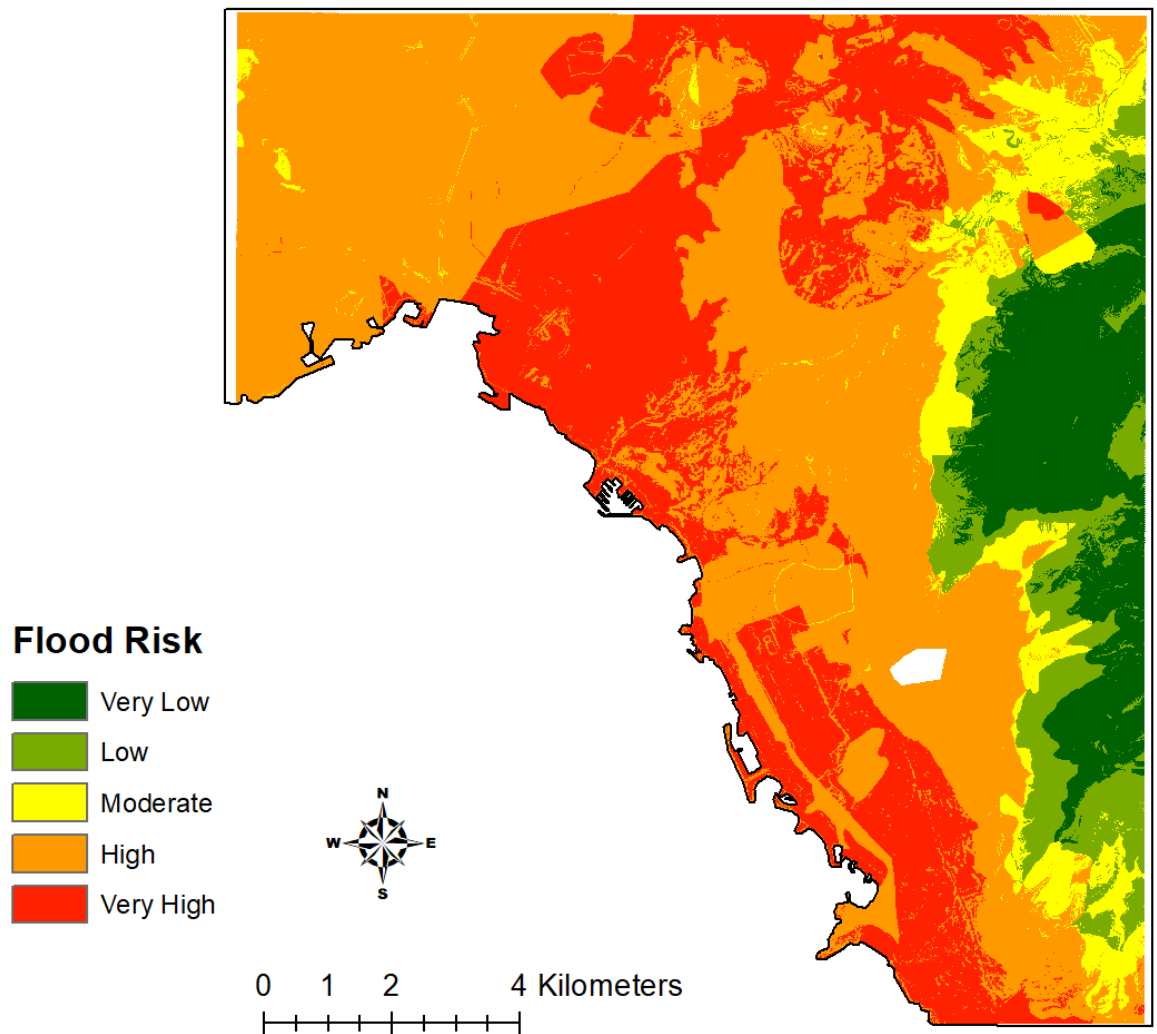 Flood Risk
Very Low
Low
Moderate
High
Very High
N
W E
S
0 1 2 4 Kilometers